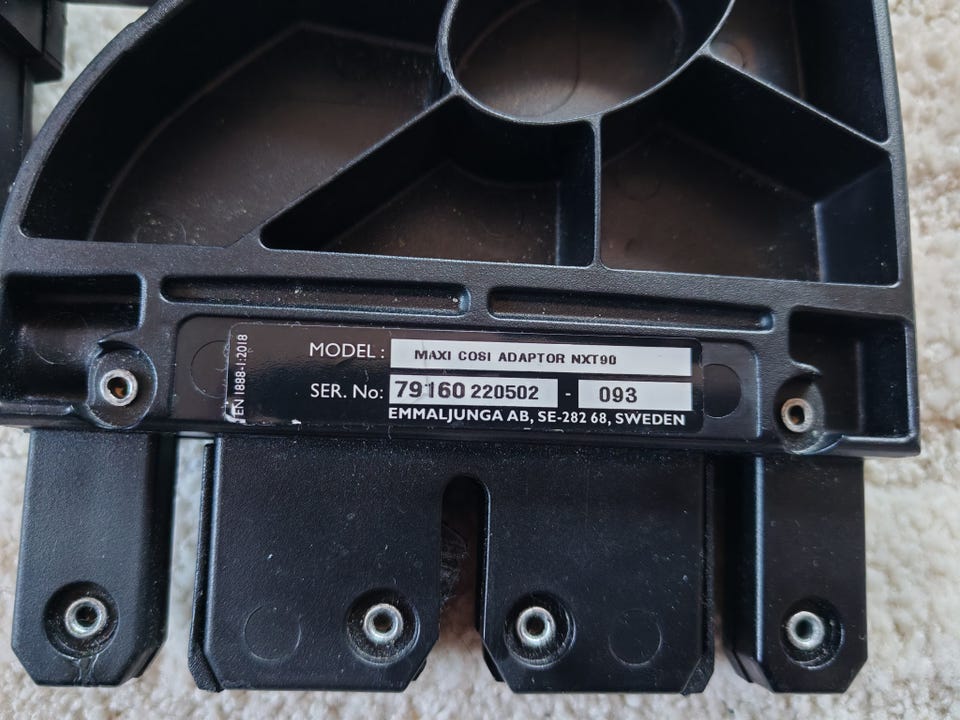 EN 1888-1:2018
MODEL: MAXI COSI ADAPTOR NXT90
SER. No: 79160 220502 - 093
EMMALJUNGA AB, SE-282 68, SWEDEN